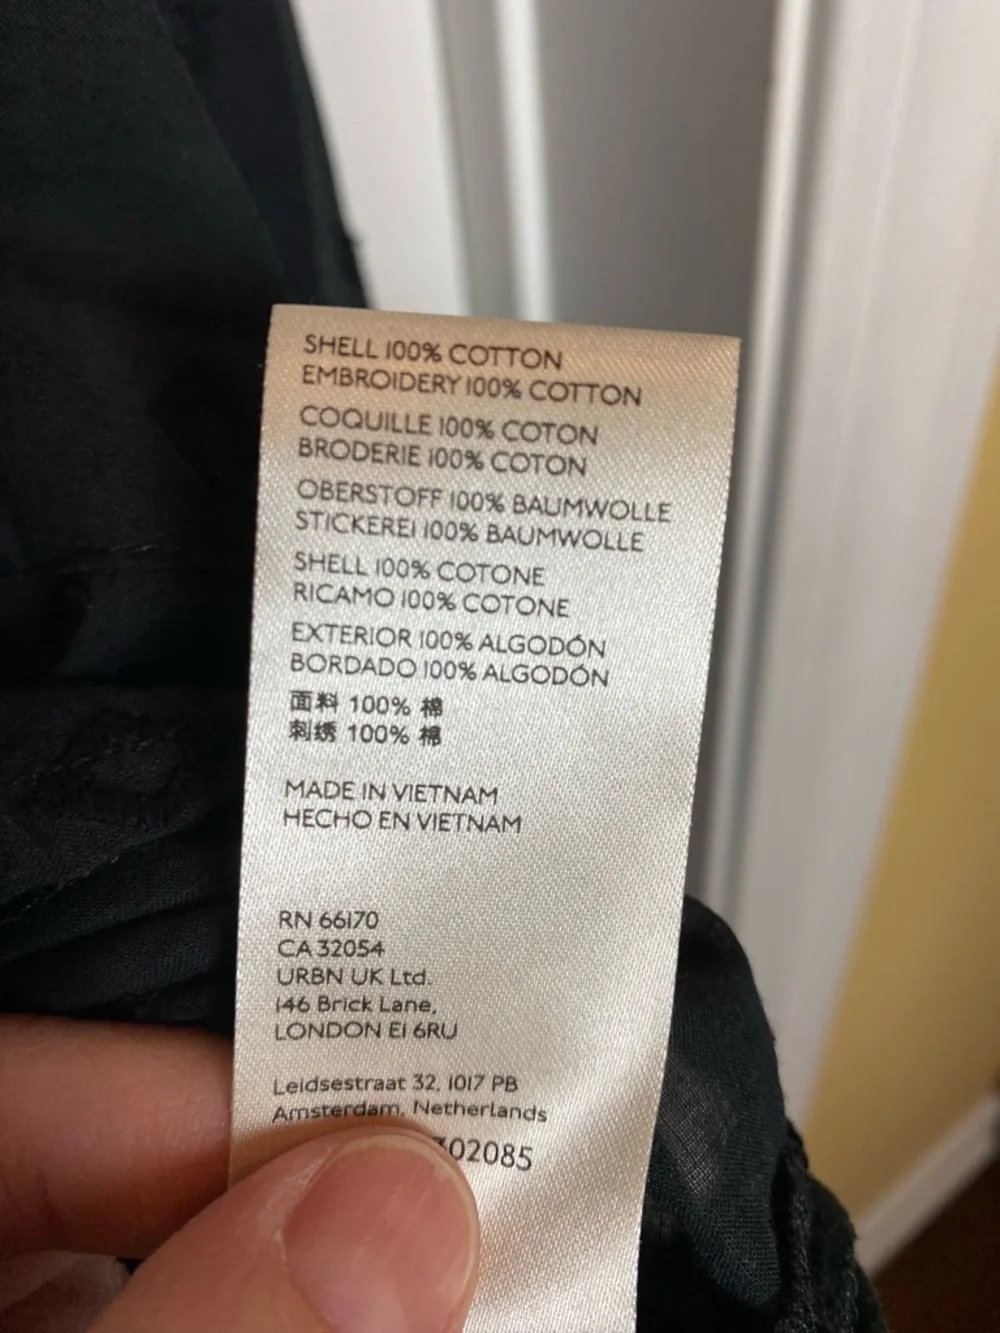 SHELL 100% COTTON
EMBROIDERY 100% COTTON
COQUILLE 100% COTON
BRODERIE 100% COTON
OBERSTOFF 100% BAUMWOLLE
STICKEREI 100% BAUMWOLLE
SHELL 100% COTONE
RICAMO 100% COTONE
EXTERIOR 100% ALGODÓN
BORDADO 100% ALGODÓN
面料 100% 棉
刺绣 100% 棉
MADE IN VIETNAM
HECHO EN VIETNAM
RN 66170
CA 32054
URBN UK Ltd.
146 Brick Lane,
LONDON E1 6RU
Leidsestraat 32, 1017 PB
Amsterdam, Netherlands